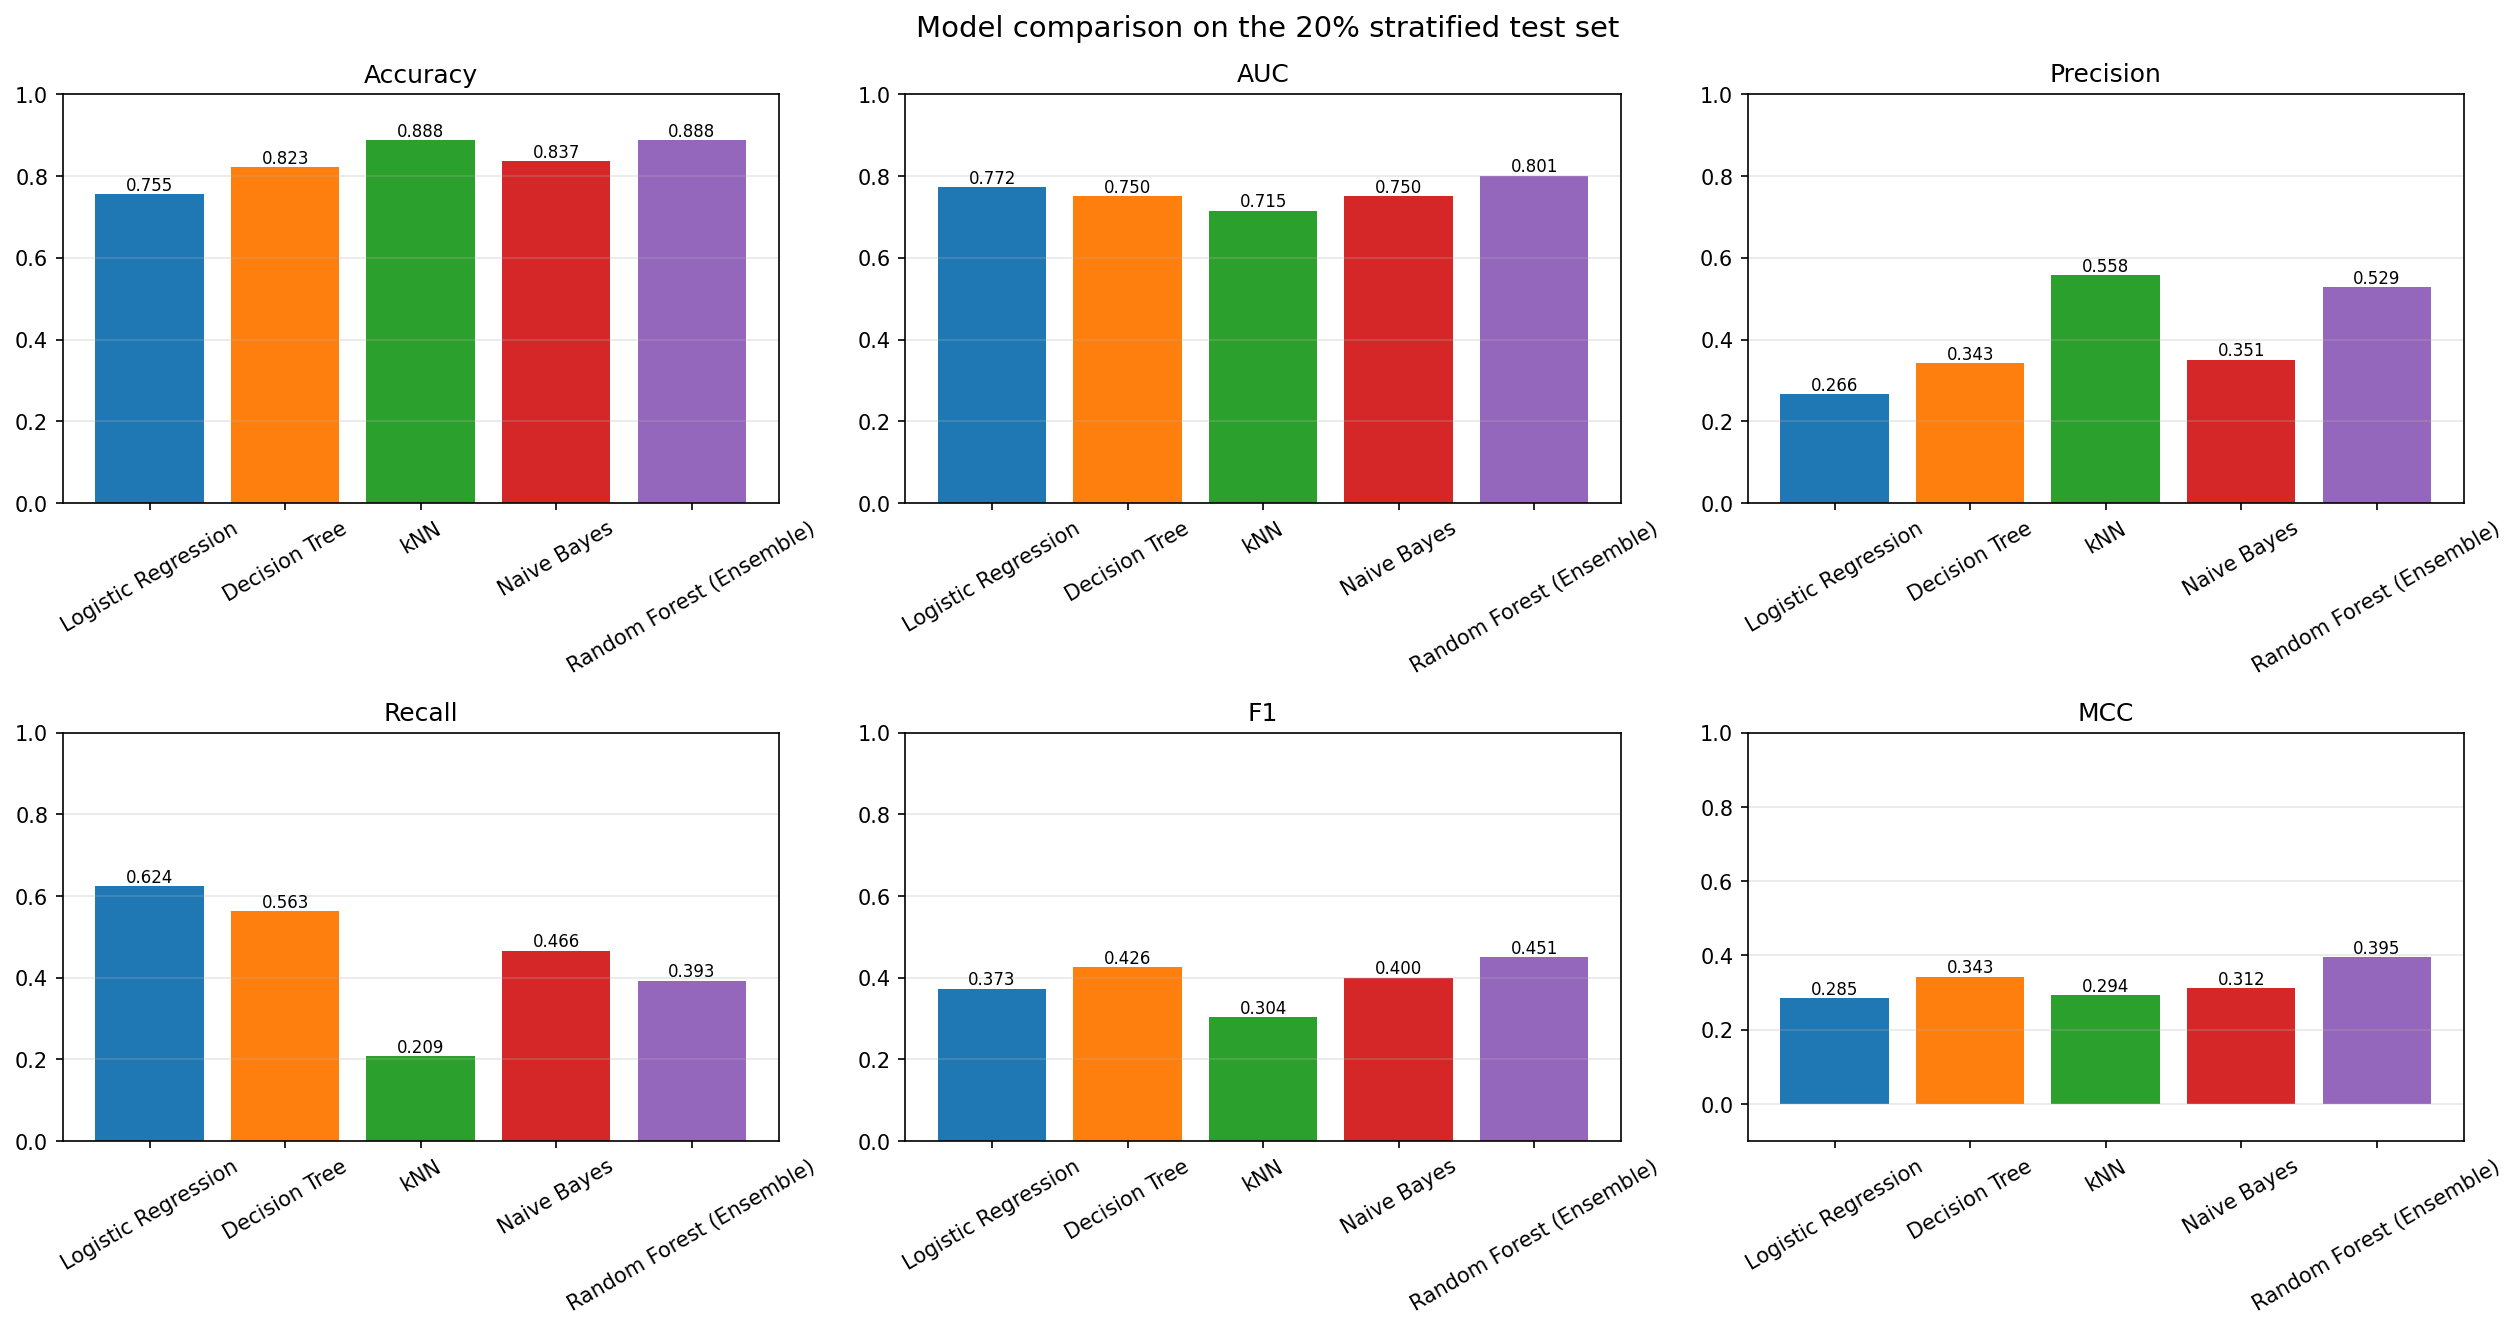 Model comparison on the 20% stratified test set
Accuracy
1.0
0.8
0.6
0.4
0.2
0.0
0.755
0.823
0.888
0.837
0.888
Logistic Regression
Decision Tree
kNN
Naive Bayes
Random Forest (Ensemble)
AUC
1.0
0.8
0.6
0.4
0.2
0.0
0.772
0.750
0.715
0.750
0.801
Logistic Regression
Decision Tree
kNN
Naive Bayes
Random Forest (Ensemble)
Precision
1.0
0.8
0.6
0.4
0.2
0.0
0.266
0.343
0.558
0.351
0.529
Logistic Regression
Decision Tree
kNN
Naive Bayes
Random Forest (Ensemble)
Recall
1.0
0.8
0.6
0.4
0.2
0.0
0.624
0.563
0.209
0.466
0.393
Logistic Regression
Decision Tree
kNN
Naive Bayes
Random Forest (Ensemble)
F1
1.0
0.8
0.6
0.4
0.2
0.0
0.373
0.426
0.304
0.400
0.451
Logistic Regression
Decision Tree
kNN
Naive Bayes
Random Forest (Ensemble)
MCC
1.0
0.8
0.6
0.4
0.2
0.0
0.285
0.343
0.294
0.312
0.395
Logistic Regression
Decision Tree
kNN
Naive Bayes
Random Forest (Ensemble)